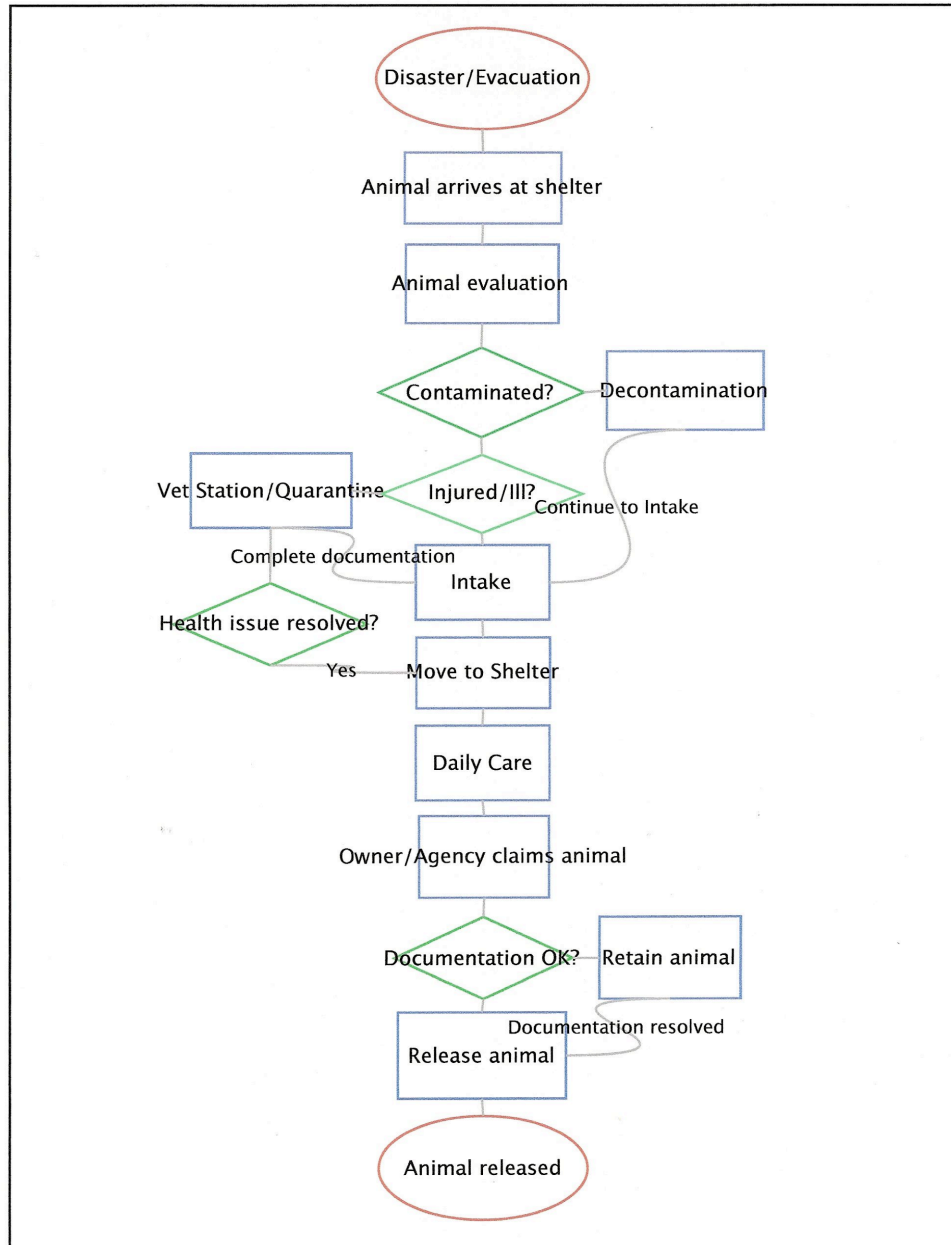 Disaster/Evacuation
Animal arrives at shelter
Animal evaluation
Contaminated?
Decontamination
Vet Station/Quarantine
Injured/Ill?
Continue to Intake
Complete documentation
Intake
Health issue resolved?
Yes
Move to Shelter
Daily Care
Owner/Agency claims animal
Documentation OK?
Retain animal
Documentation resolved
Release animal
Animal released